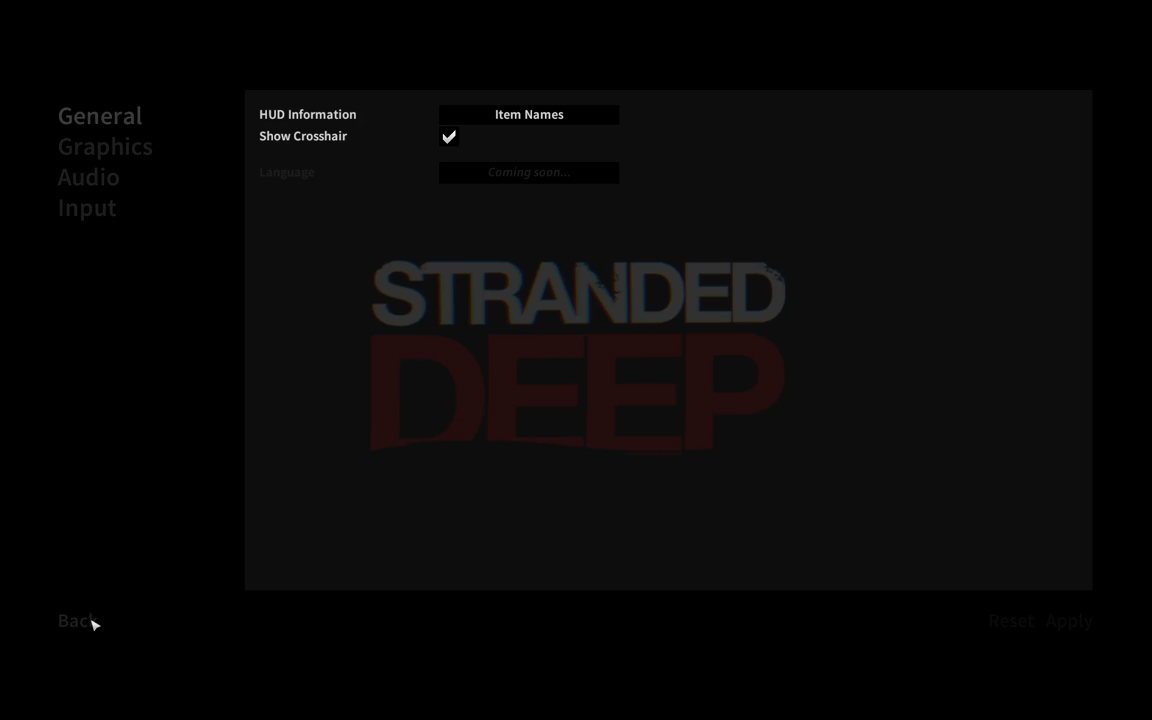 General
Graphics
Audio
Input
HUD Information Item Names
Show Crosshair
Language Coming soon...
STRANDED
DEEP
Back
Reset Apply